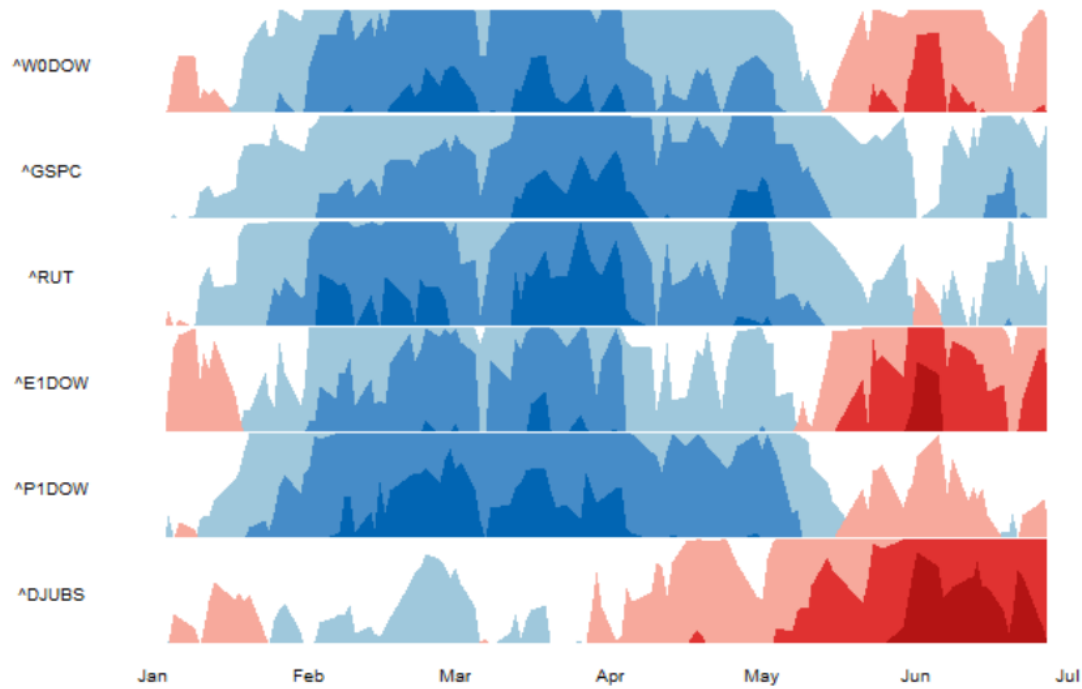 ^W0DOW
^GSPC
^RUT
^E1DOW
^P1DOW
^DJUBS
Jan Feb Mar Apr May Jun Jul